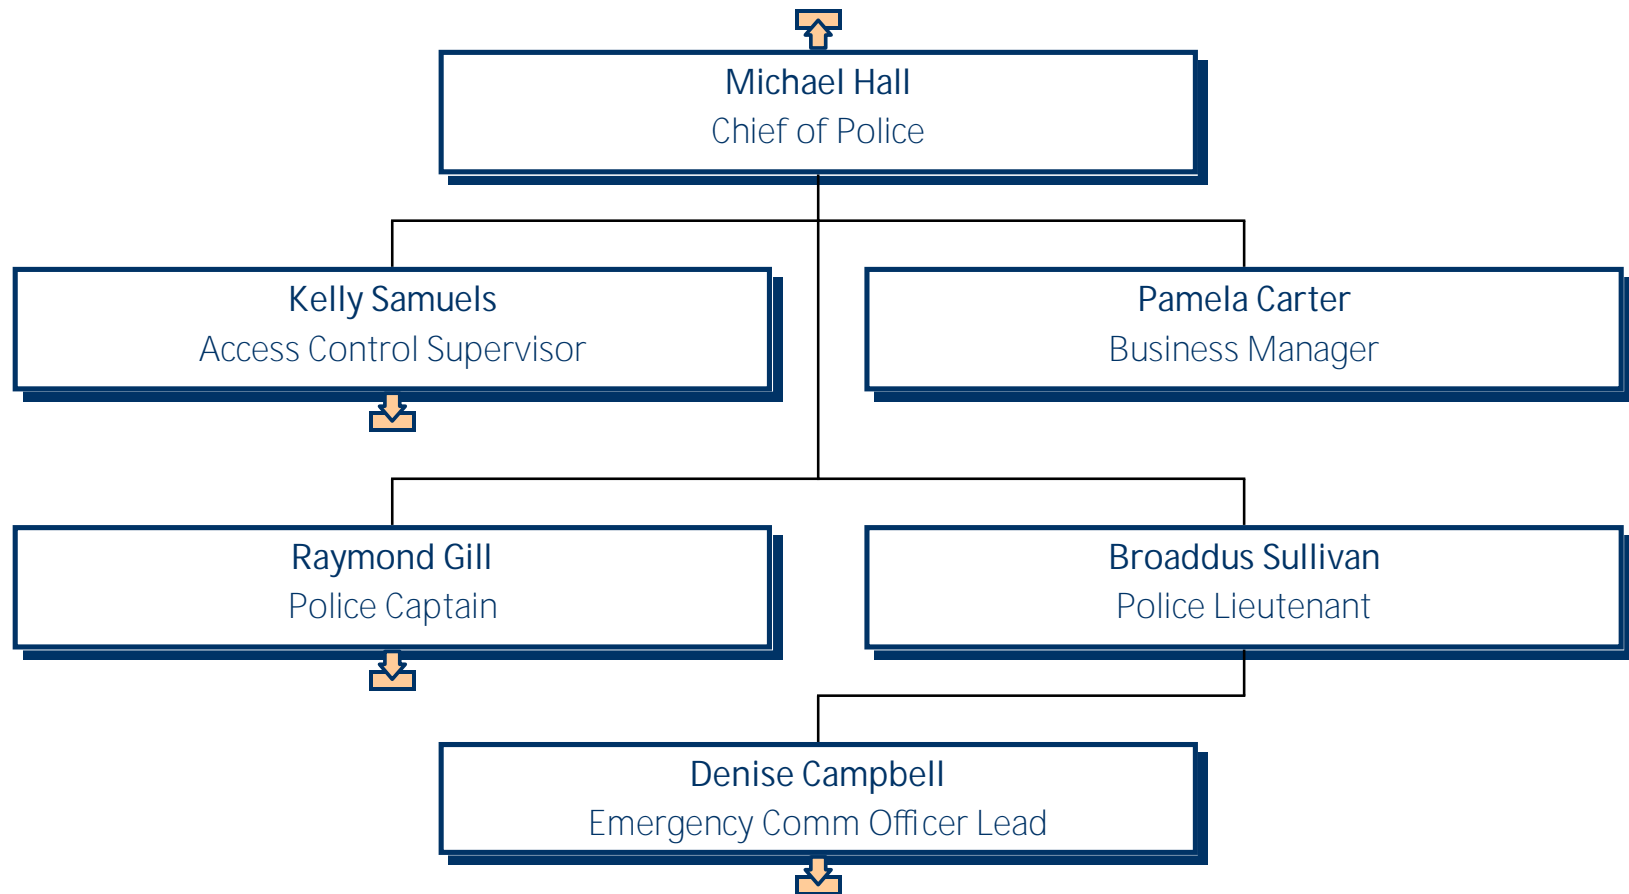 Michael Hall
Chief of Police
Kelly Samuels
Access Control Supervisor
Pamela Carter
Business Manager
Raymond Gill
Police Captain
Broaddus Sullivan
Police Lieutenant
Denise Campbell
Emergency Comm Officer Lead